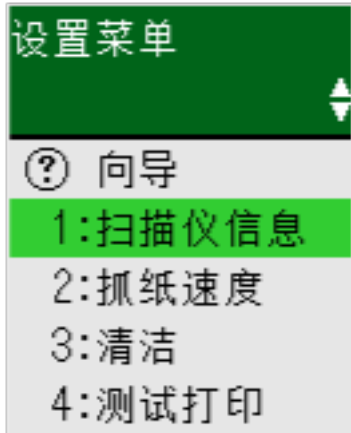 设置菜单
? 向导
1:扫描仪信息
2:抓纸速度
3:清洁
4:测试打印